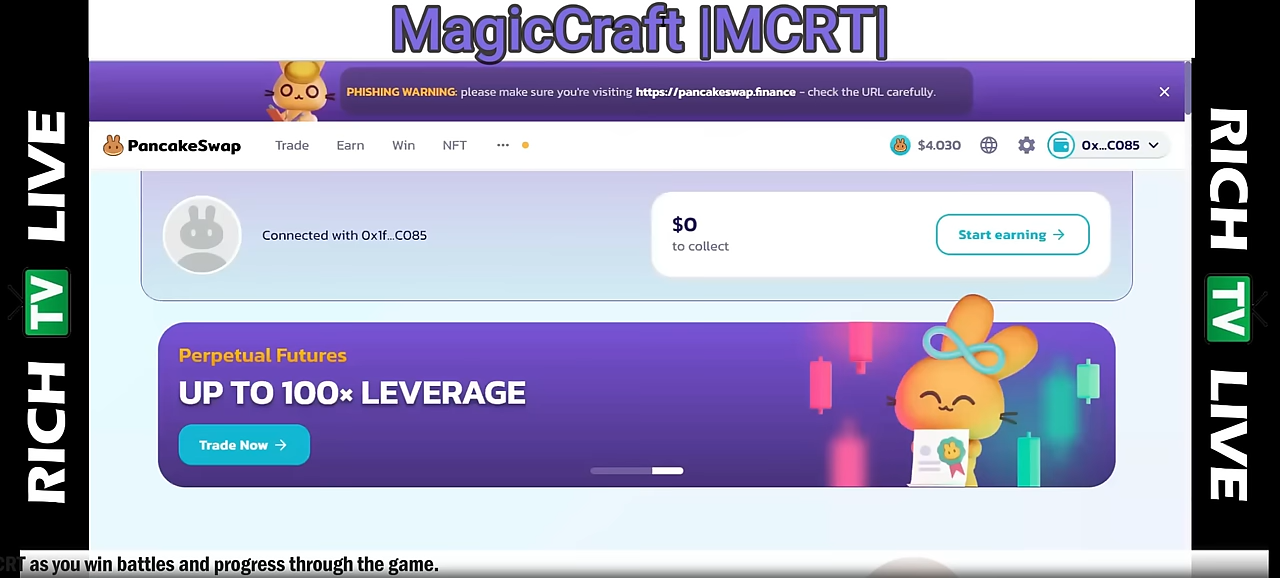 MagicCraft |MCRT|
PHISHING WARNING: please make sure you're visiting https://pancakeswap.finance - check the URL carefully.
PancakeSwap Trade Earn Win NFT ... $4.030 0x...C085
Connected with 0x1f...C085
$0
to collect
Start earning →
Perpetual Futures
UP TO 100× LEVERAGE
Trade Now →
RICH TV LIVE
RICH TV LIVE
CRT as you win battles and progress through the game.